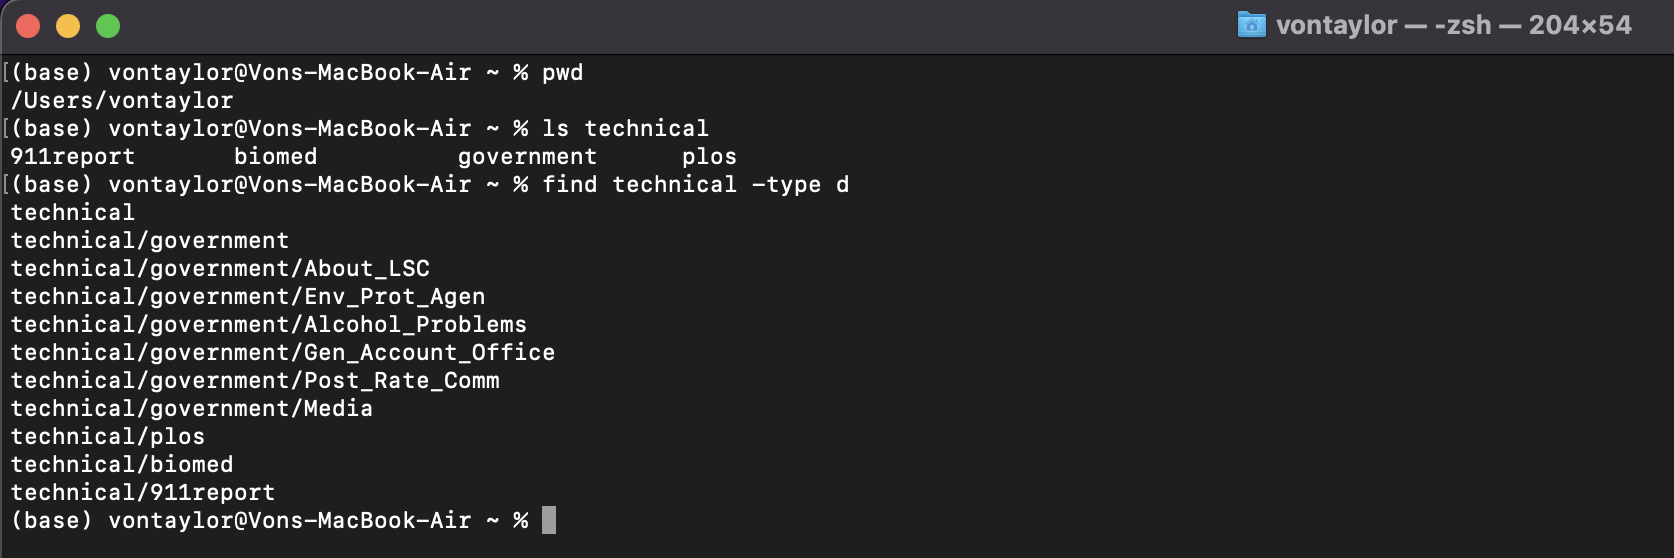 vontaylor — -zsh — 204×54
(base) vontaylor@Vons-MacBook-Air ~ % pwd
/Users/vontaylor
(base) vontaylor@Vons-MacBook-Air ~ % ls technical
911report biomed government plos
(base) vontaylor@Vons-MacBook-Air ~ % find technical -type d
technical
technical/government
technical/government/About_LSC
technical/government/Env_Prot_Agen
technical/government/Alcohol_Problems
technical/government/Gen_Account_Office
technical/government/Post_Rate_Comm
technical/government/Media
technical/plos
technical/biomed
technical/911report
(base) vontaylor@Vons-MacBook-Air ~ %